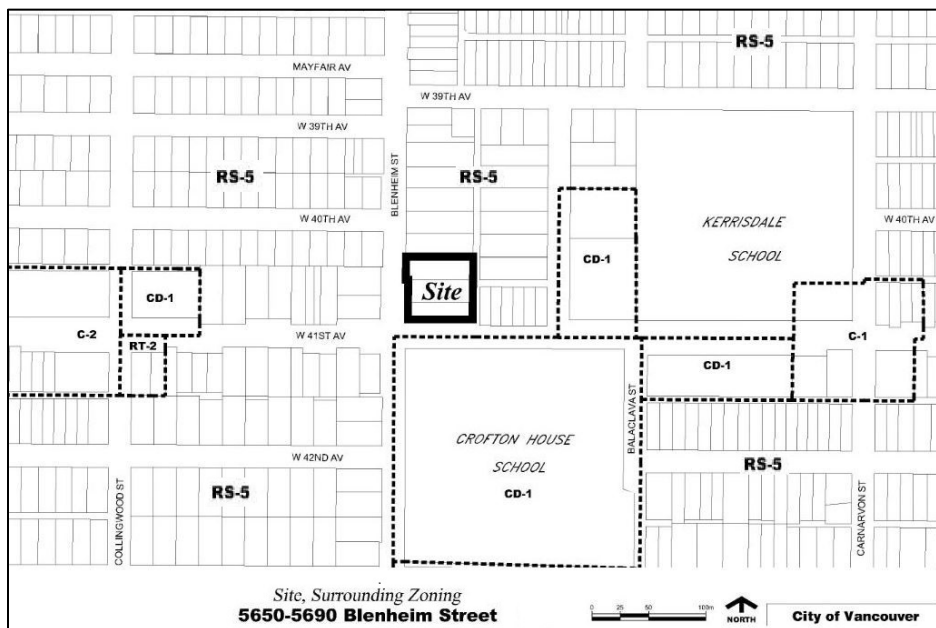 RS-5
MAYFAIR AV
W 39TH AV
W 39TH AV
BLENHEIM ST
RS-5
RS-5
W 40TH AV
KERRISDALE
SCHOOL
W 40TH AV
CD-1
CD-1
Site
C-2
W 41ST AV
C-1
RT-2
CD-1
BALACLAVA ST
CROFTON HOUSE
SCHOOL
CD-1
W 42ND AV
RS-5
RS-5
COLLINGWOOD ST
CARNARVON ST
Site, Surrounding Zoning
5650-5690 Blenheim Street
0 25 50 100m
NORTH
City of Vancouver